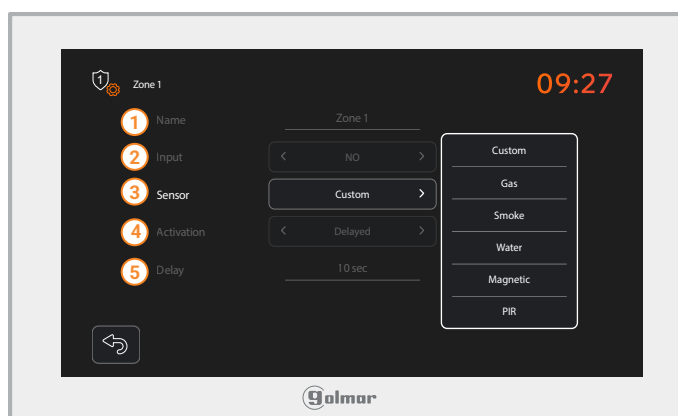 1 Zone 1
09:27
1 Name Zone 1
2 Input < NO >
3 Sensor Custom >
4 Activation < Delayed >
5 Delay 10 sec
Custom
Gas
Smoke
Water
Magnetic
PIR
golmar